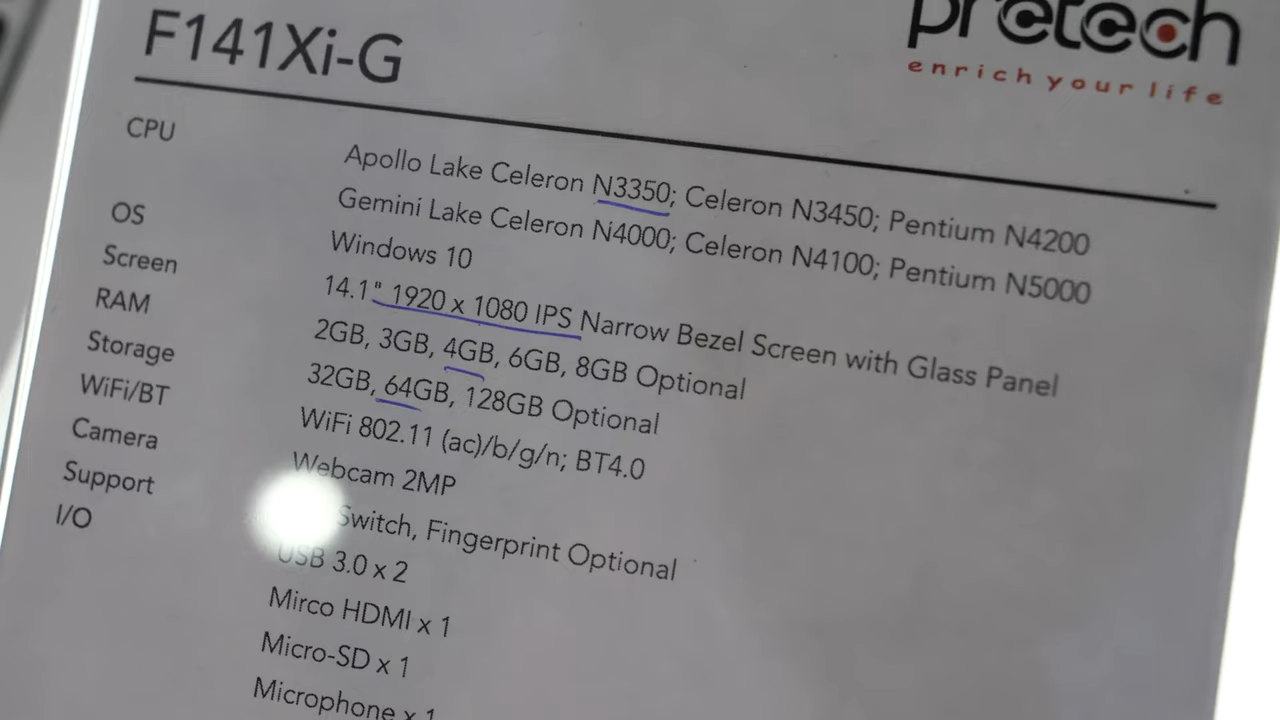 F141Xi-G
pretech
enrich your life
CPU
Apollo Lake Celeron N3350; Celeron N3450; Pentium N4200
Gemini Lake Celeron N4000; Celeron N4100; Pentium N5000
OS
Windows 10
Screen
14.1" 1920 x 1080 IPS Narrow Bezel Screen with Glass Panel
RAM
2GB, 3GB, 4GB, 6GB, 8GB Optional
Storage
32GB, 64GB, 128GB Optional
WiFi/BT
WiFi 802.11 (ac)/b/g/n; BT4.0
Camera
Webcam 2MP
Support
Switch, Fingerprint Optional
I/O
USB 3.0 x 2
Mirco HDMI x 1
Micro-SD x 1
Microphone x 1